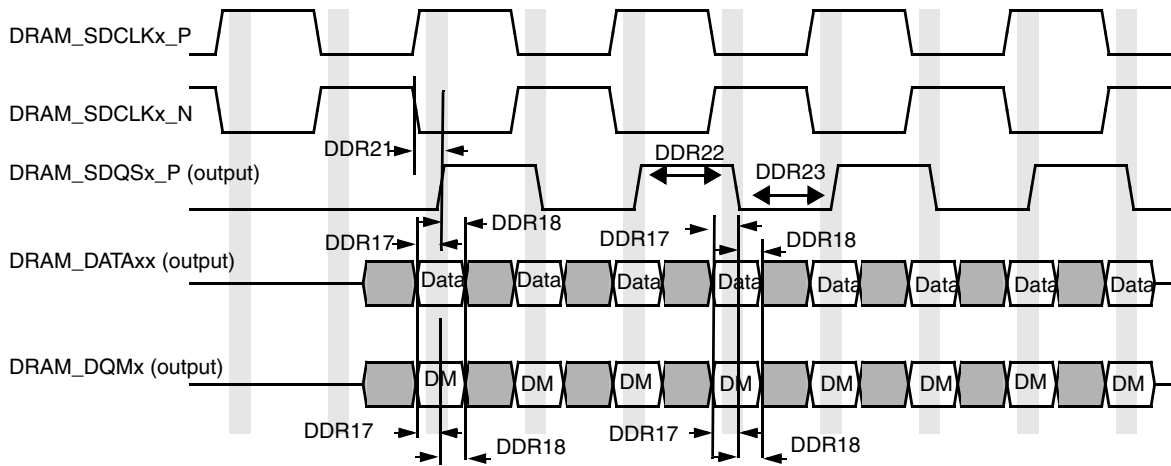 DRAM_SDCLKx_P
DRAM_SDCLKx_N
DDR21
DDR22
DRAM_SDQSx_P (output)
DDR23
DDR18
DDR17
DDR17
DDR18
DRAM_DATAxx (output)
Data Data Data Data Data Data Data Data
DRAM_DQMx (output)
DM DM DM DM DM DM DM DM
DDR17
DDR18
DDR17
DDR18